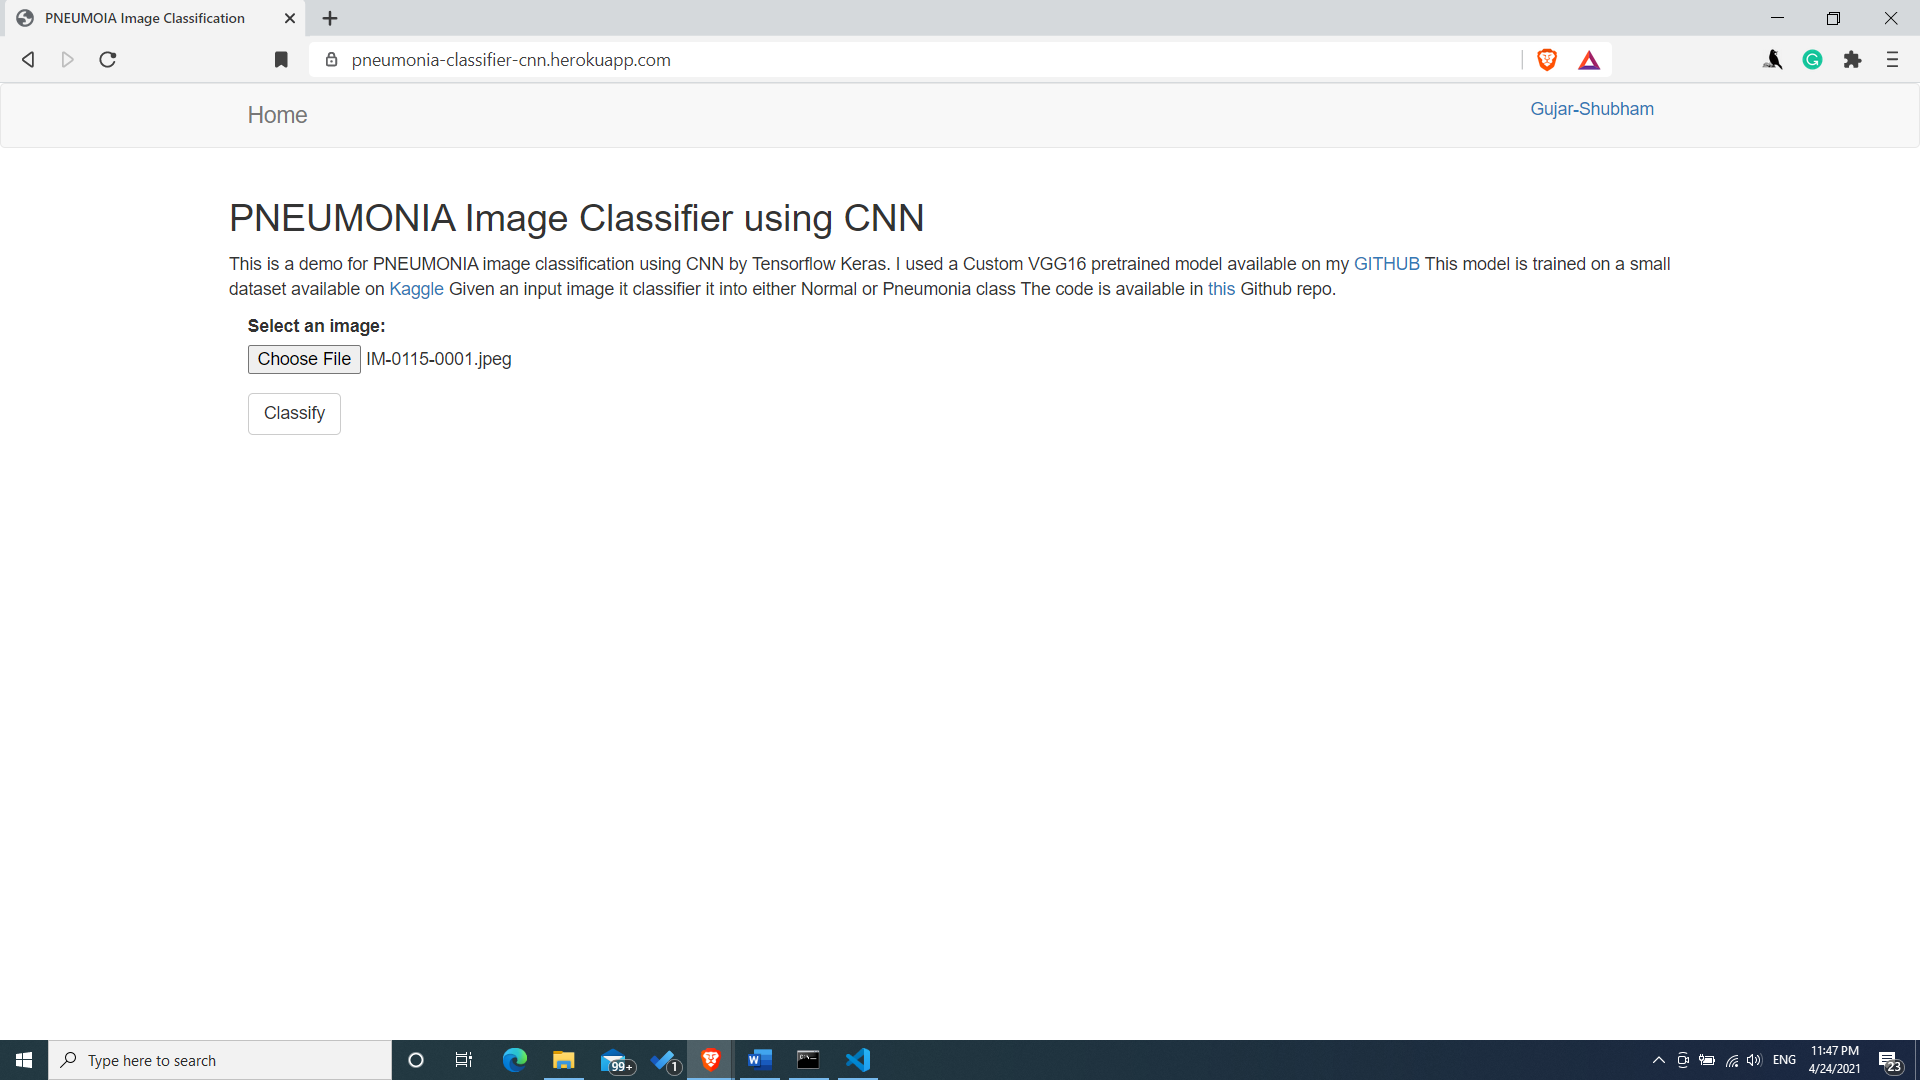 PNEUMOIA Image Classification
pneumonia-classifier-cnn.herokuapp.com
Home
Gujar-Shubham
PNEUMONIA Image Classifier using CNN
This is a demo for PNEUMONIA image classification using CNN by Tensorflow Keras. I used a Custom VGG16 pretrained model available on my GITHUB This model is trained on a small
dataset available on Kaggle Given an input image it classifier it into either Normal or Pneumonia class The code is available in this Github repo.
Select an image:
Choose File IM-0115-0001.jpeg
Classify
Type here to search
99+
1
ENG
11:47 PM
4/24/2021
23